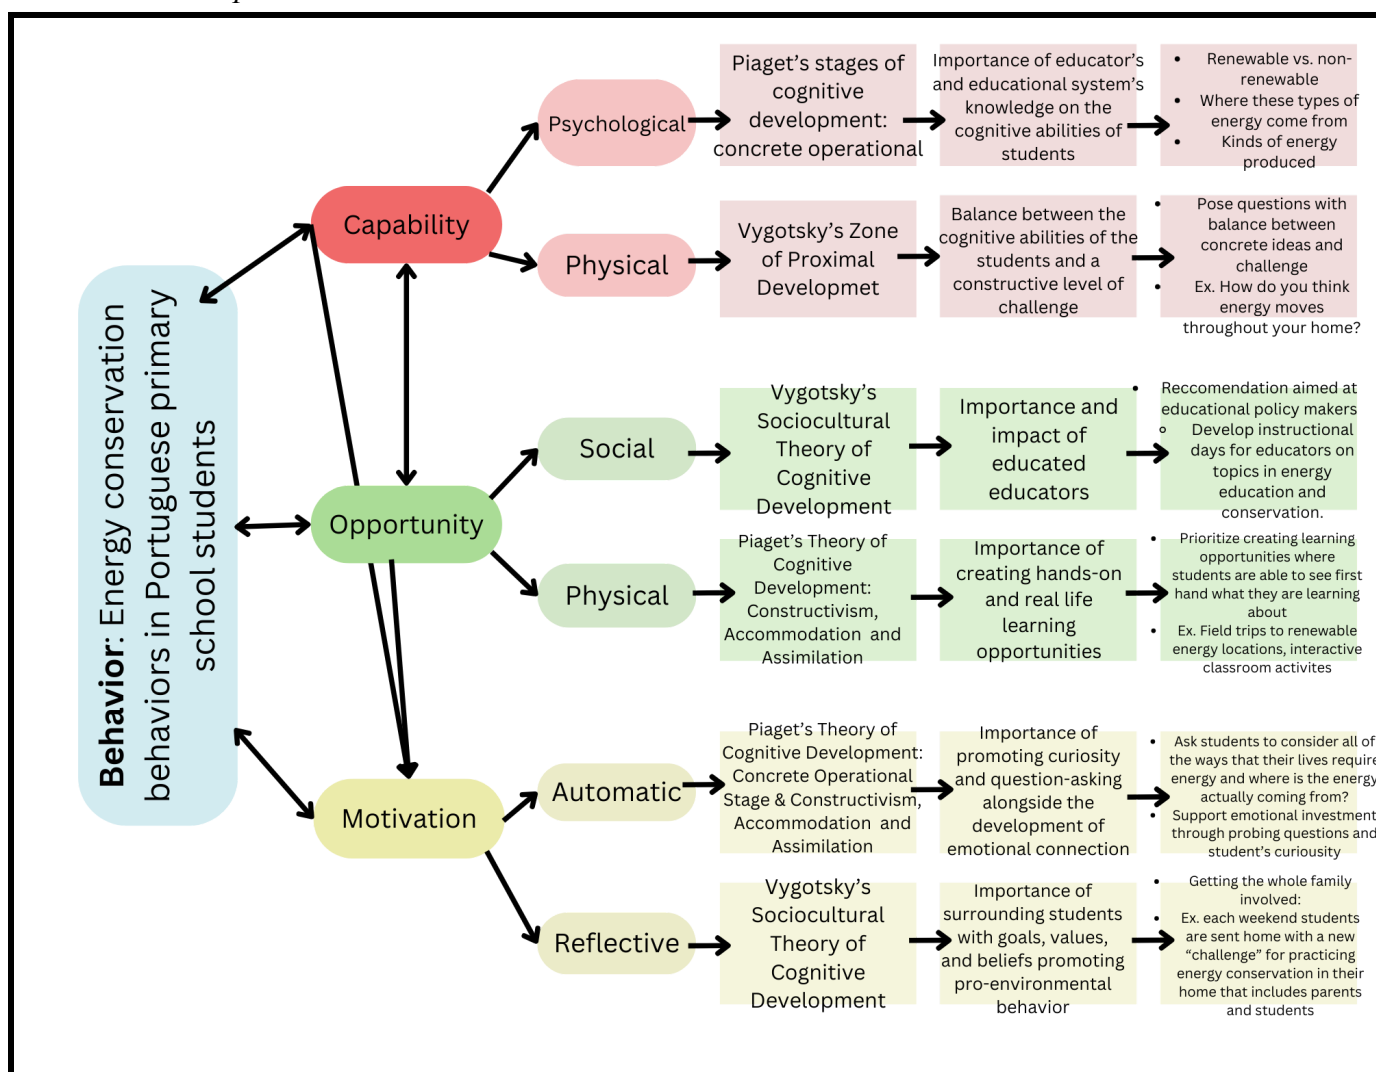 Behavior: Energy conservation
behaviors in Portuguese primary
school students
Capability
Opportunity
Motivation
Psychological
Piaget's stages of
cognitive
development:
concrete operational
Importance of educator's
and educational system's
knowledge on the
cognitive abilities of
students
• Renewable vs. non-
renewable
• Where these types of
energy come from
• Kinds of energy
produced
Physical
Vygotsky's Zone
of Proximal
Developmet
Balance between the
cognitive abilities of the
students and a
constructive level of
challenge
• Pose questions with
balance between
concrete ideas and
challenge
• Ex. How do you think
energy moves
throughout your home?
Social
Vygotsky's
Sociocultural
Theory of
Cognitive
Development
Importance and
impact of
educated
educators
• Reccomendation aimed at
educational policy makers
◦ Develop instructional
days for educators on
topics in energy
education and
conservation.
Physical
Piaget's Theory of
Cognitive
Development:
Constructivism,
Accommodation and
Assimilation
Importance of
creating hands-on
and real life
learning
opportunities
• Prioritize creating learning
opportunities where
students are able to see first
hand what they are learning
about
• Ex. Field trips to renewable
energy locations, interactive
classroom activites
Automatic
Piaget's Theory of
Cognitive Development:
Concrete Operational
Stage & Constructivism,
Accommodation and
Assimilation
Importance of
promoting curiosity
and question-asking
alongside the
development of
emotional connection
• Ask students to consider all of
the ways that their lives require
energy and where is the energy
actually coming from?
• Support emotional investment
through probing questions and
student's curiousity
Reflective
Vygotsky's
Sociocultural
Theory of
Cognitive
Development
Importance of
surrounding students
with goals, values,
and beliefs promoting
pro-environmental
behavior
• Getting the whole family
involved:
• Ex. each weekend students
are sent home with a new
"challenge" for practicing
energy conservation in their
home that includes parents
and students